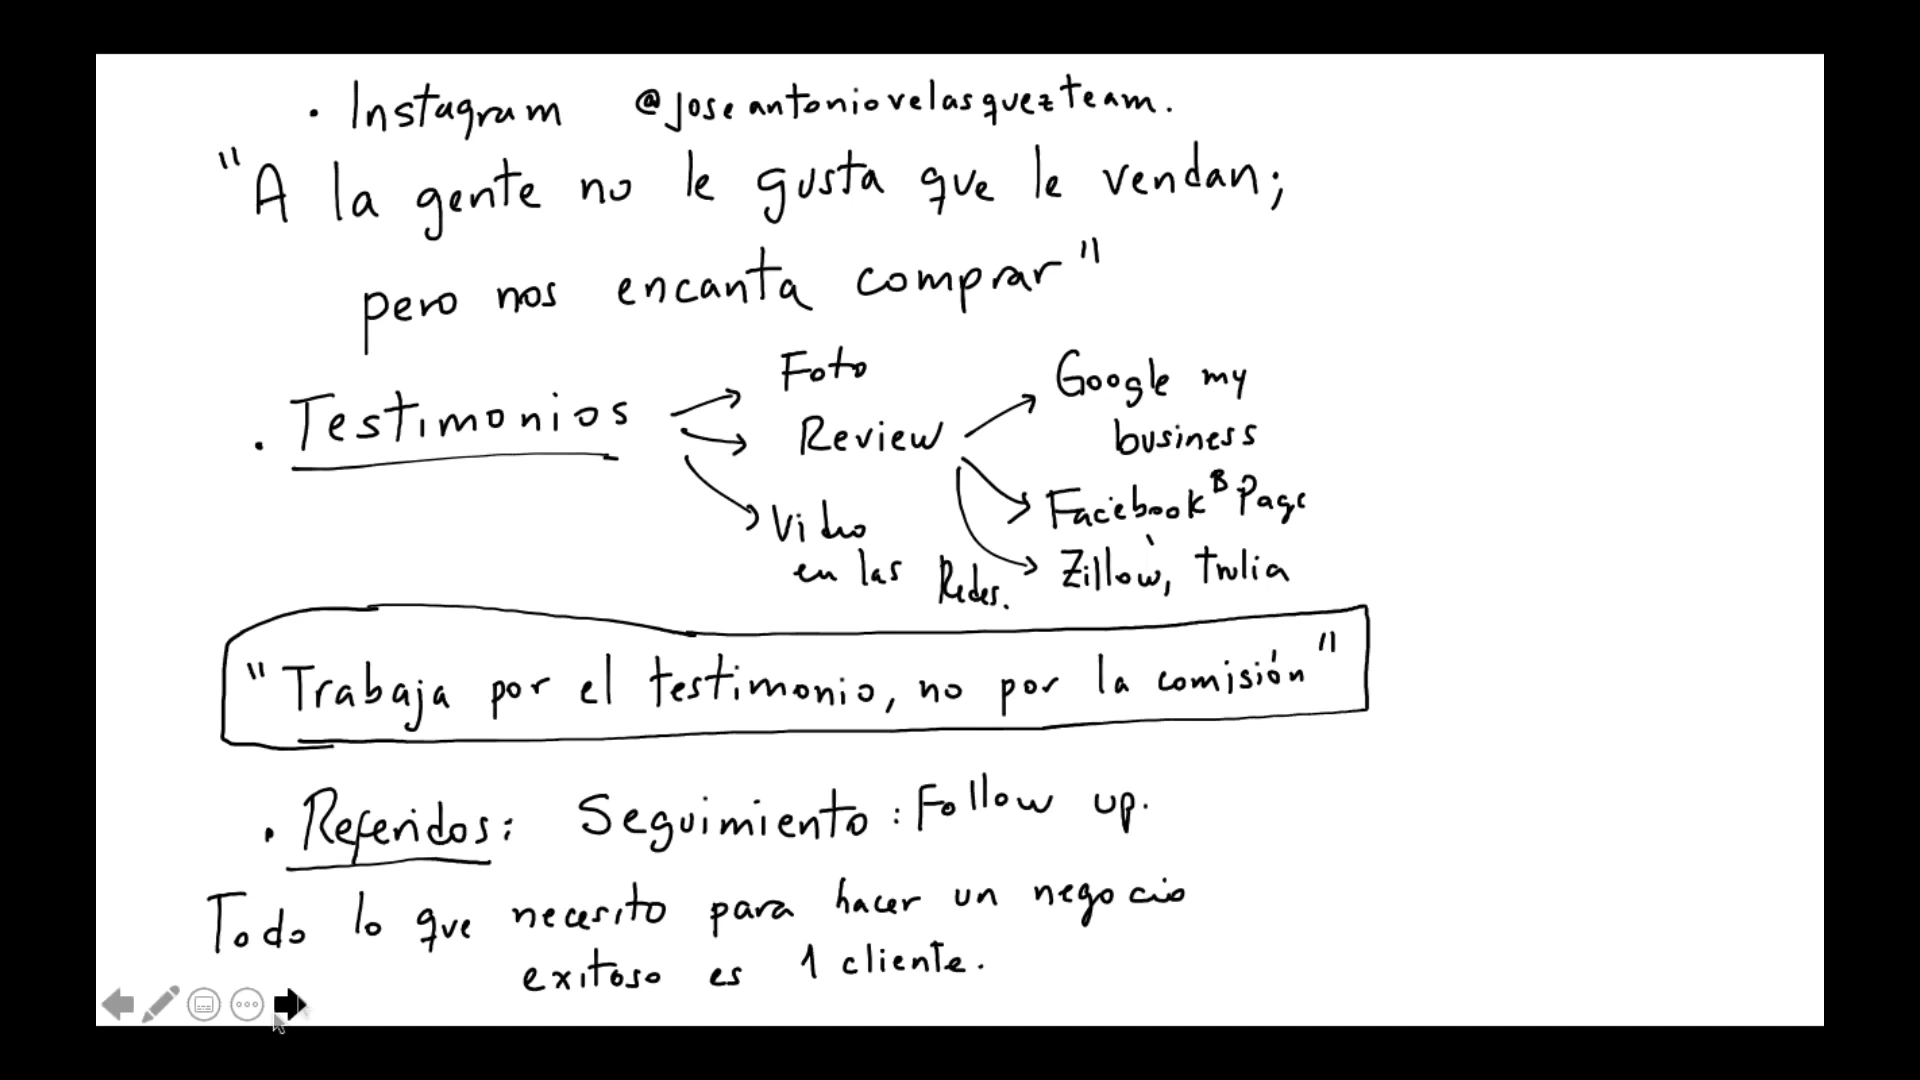 · Instagram @joseantoniovelasquezteam.
"A la gente no le gusta que le vendan;
pero nos encanta comprar"
· Testimonios
Foto
Review
Video
en las Redes.
Google my
business
Facebook B Page
Zillow, trulia
"Trabaja por el testimonio, no por la comisión"
· Referidos: Seguimiento: Follow up.
Todo lo que necesito para hacer un negocio
exitoso es 1 cliente.